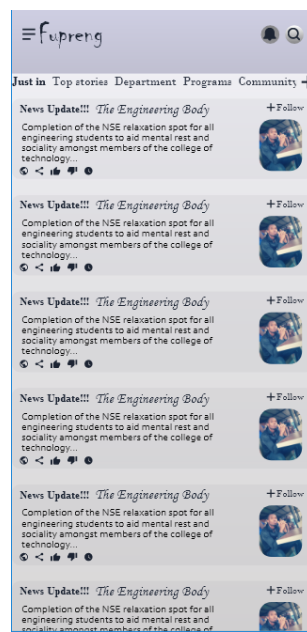 Fupreng
Just in Top stories Department Programs Community +
News Update!!! The Engineering Body +Follow
Completion of the NSE relaxation spot for all
engineering students to aid mental rest and
sociality amongst members of the college of
technology...
News Update!!! The Engineering Body +Follow
Completion of the NSE relaxation spot for all
engineering students to aid mental rest and
sociality amongst members of the college of
technology...
News Update!!! The Engineering Body +Follow
Completion of the NSE relaxation spot for all
engineering students to aid mental rest and
sociality amongst members of the college of
technology...
News Update!!! The Engineering Body +Follow
Completion of the NSE relaxation spot for all
engineering students to aid mental rest and
sociality amongst members of the college of
technology...
News Update!!! The Engineering Body +Follow
Completion of the NSE relaxation spot for all
engineering students to aid mental rest and
sociality amongst members of the college of
technology...
News Update!!! The Engineering Body +Follow
Completion of the NSE relaxation spot for all
engineering students to aid mental rest and
sociality amongst members of the college of